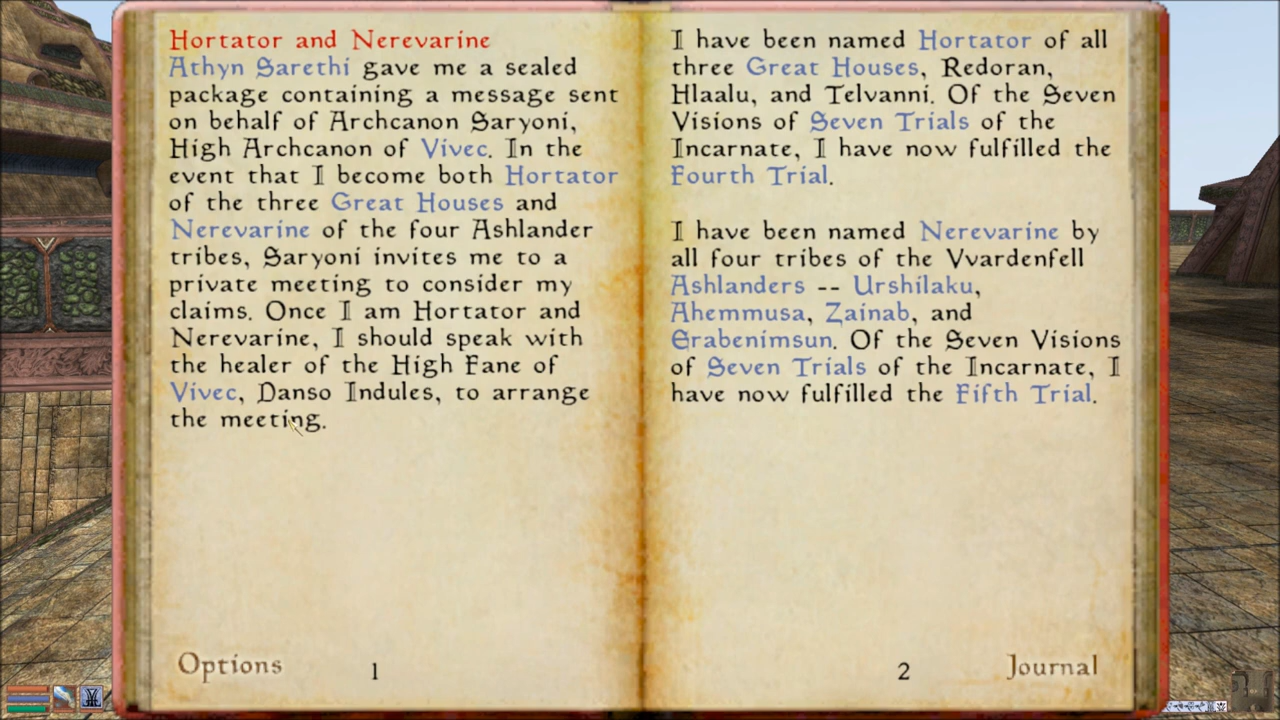 Hortator and Nerevarine
Athyn Sarethi gave me a sealed
package containing a message sent
on behalf of Archcanon Saryoni,
High Archcanon of Vivec. In the
event that I become both Hortator
of the three Great Houses and
Nerevarine of the four Ashlander
tribes, Saryoni invites me to a
private meeting to consider my
claims. Once I am Hortator and
Nerevarine, I should speak with
the healer of the High Fane of
Vivec, Danso Indules, to arrange
the meeting.
Options
1
I have been named Hortator of all
three Great Houses, Redoran,
Hlaalu, and Telvanni. Of the Seven
Visions of Seven Trials of the
Incarnate, I have now fulfilled the
Fourth Trial.
I have been named Nerevarine by
all four tribes of the Vvardenfell
Ashlanders -- Urshilaku,
Ahemmusa, Zainab, and
Erabenimsun. Of the Seven Visions
of Seven Trials of the Incarnate, I
have now fulfilled the Fifth Trial.
2
Journal